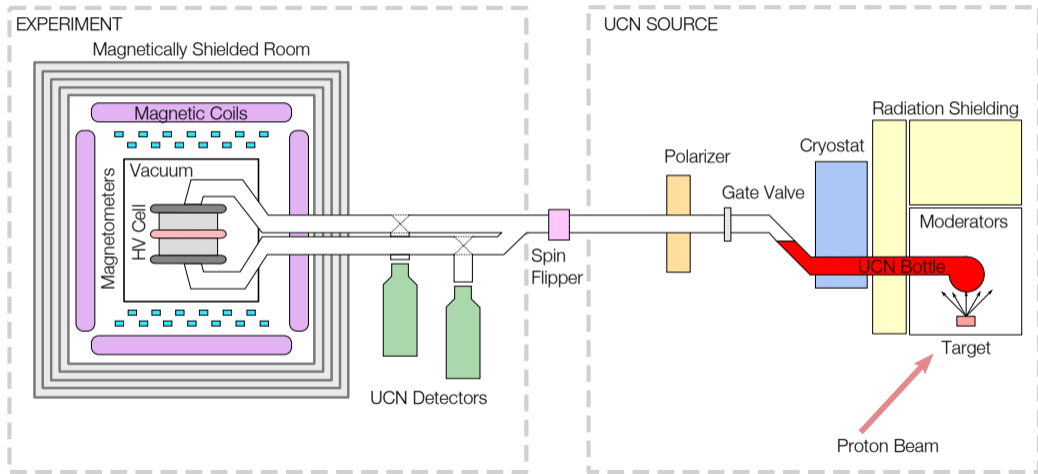 EXPERIMENT
UCN SOURCE
Magnetically Shielded Room
Magnetic Coils
Vacuum
Magnetometers
HV Cell
UCN Detectors
Spin
Flipper
Polarizer
Gate Valve
Cryostat
Radiation Shielding
Moderators
UCN Bottle
Target
Proton Beam